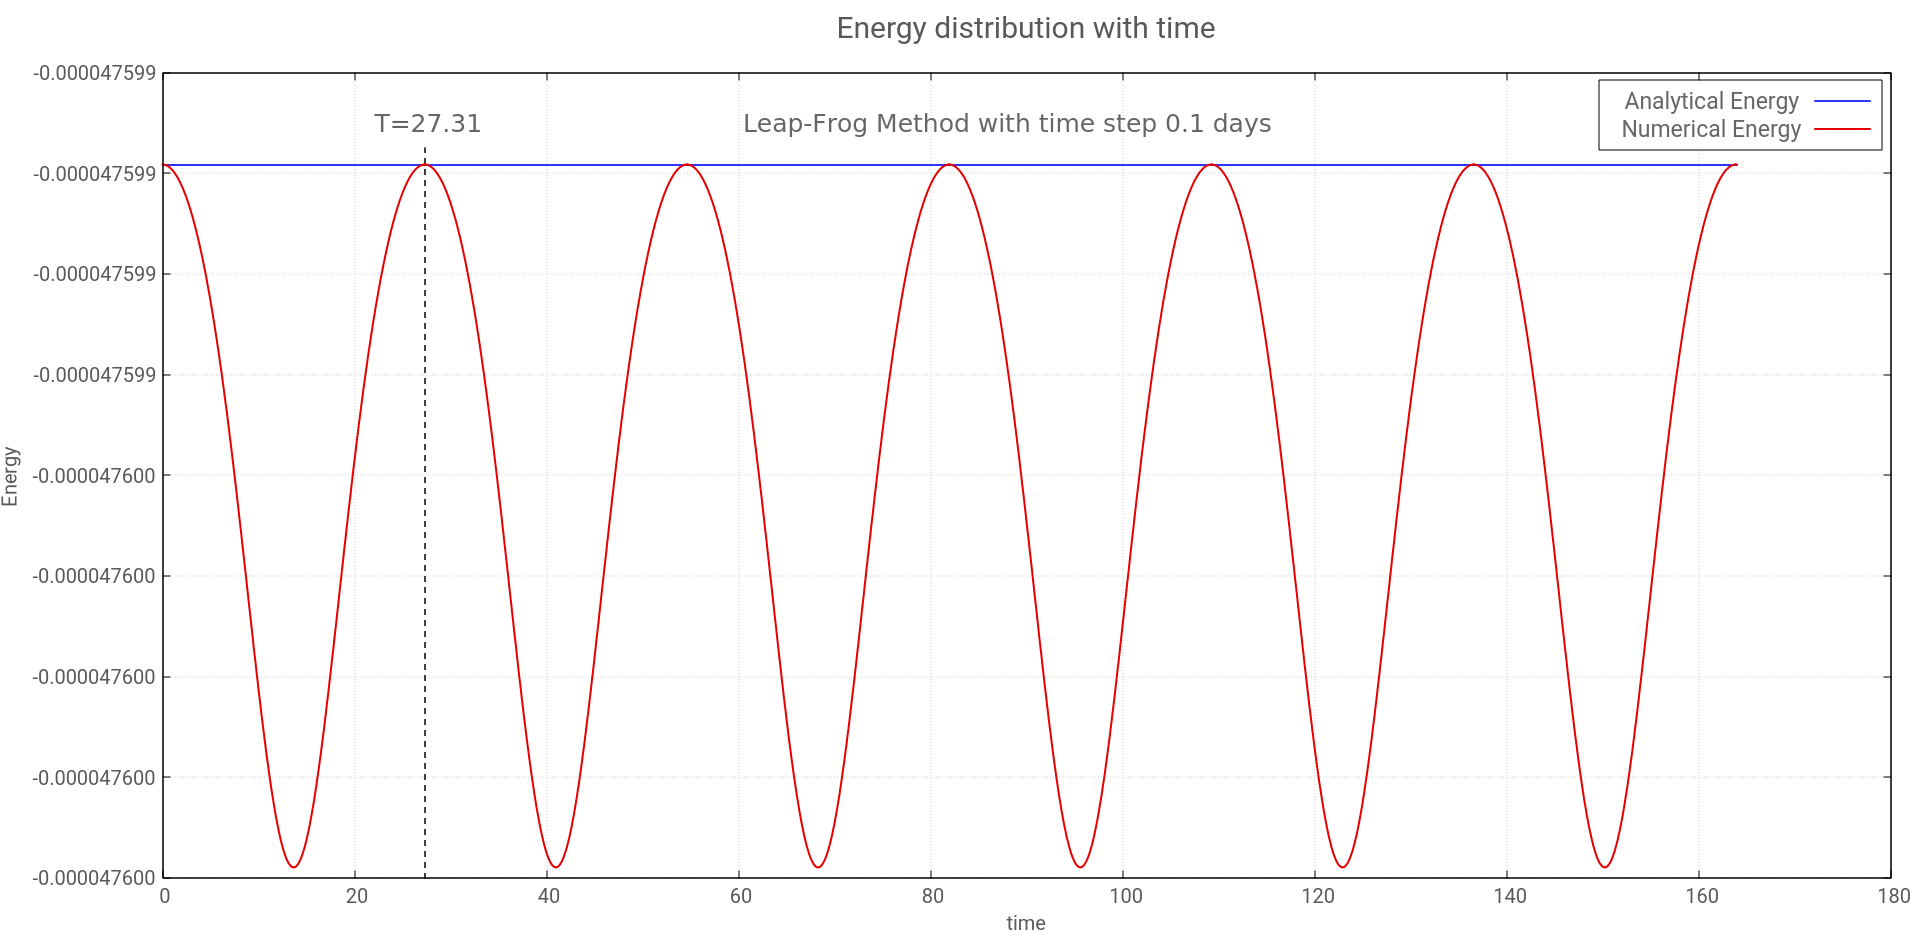 Energy distribution with time
-0.000047599
T=27.31
Leap-Frog Method with time step 0.1 days
Analytical Energy
Numerical Energy
-0.000047599
-0.000047599
-0.000047599
-0.000047600
-0.000047600
-0.000047600
-0.000047600
-0.000047600
Energy
0 20 40 60 80 100 120 140 160 180
time